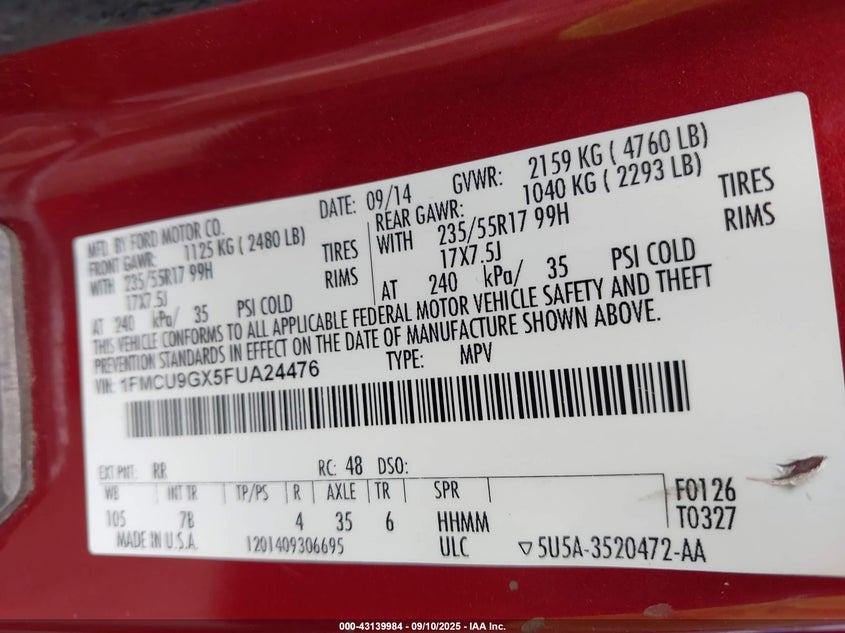 MFD. BY FORD MOTOR CO.
DATE: 09/14 GVWR: 2159 KG ( 4760 LB)
FRONT GAWR: 1125 KG ( 2480 LB)
WITH 235/55R17 99H TIRES
17X7.5J RIMS
AT 240 kPa/ 35 PSI COLD
REAR GAWR: 1040 KG ( 2293 LB)
WITH 235/55R17 99H TIRES
17X7.5J RIMS
AT 240 kPa/ 35 PSI COLD
THIS VEHICLE CONFORMS TO ALL APPLICABLE FEDERAL MOTOR VEHICLE SAFETY AND THEFT
PREVENTION STANDARDS IN EFFECT ON THE DATE OF MANUFACTURE SHOWN ABOVE.
VIN: 1FMCU9GX5FUA24476 TYPE: MPV
EXT PNT: RR RC: 48 DSO:
WB INT TR TP/PS R AXLE TR SPR F0126
105 7B 4 35 6 HHMM T0327
MADE IN U.S.A. 1201409306695 ULC ▽5U5A-3520472-AA
000-43139984 - 09/10/2025 - IAA Inc.